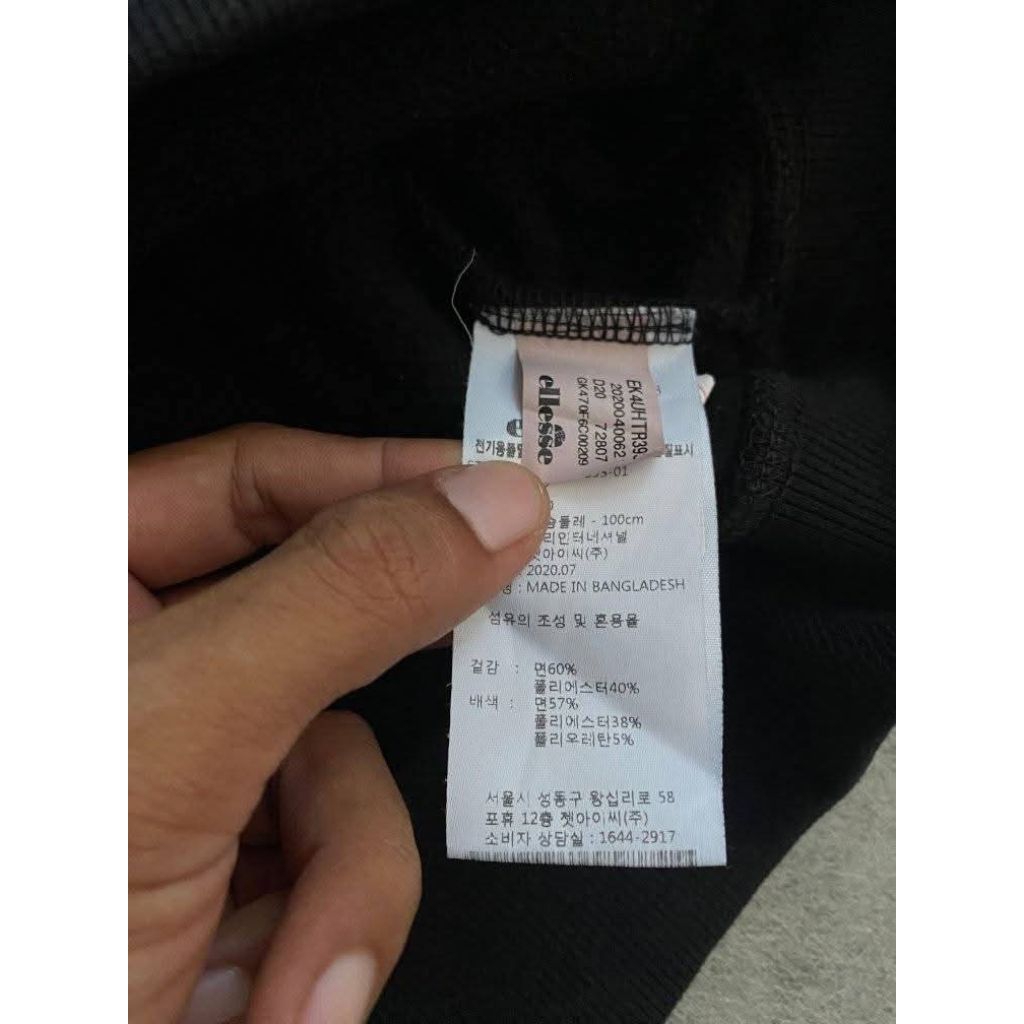 ellesse
GK470F6C00209
D20 72807
2020040062
EK4UHTR39
전기용품
질표시
-01
슴둘레 - 100cm
리인터내셔널
젯아이씨(주)
2020.07
: MADE IN BANGLADESH
섬유의 조성 및 혼용율
겉감 : 면60%
폴리에스터40%
배색 : 면57%
폴리에스터38%
폴리우레탄5%
서울시 성동구 왕십리로 58
포휴 12층 젯아이씨(주)
소비자 상담실 : 1644-2917